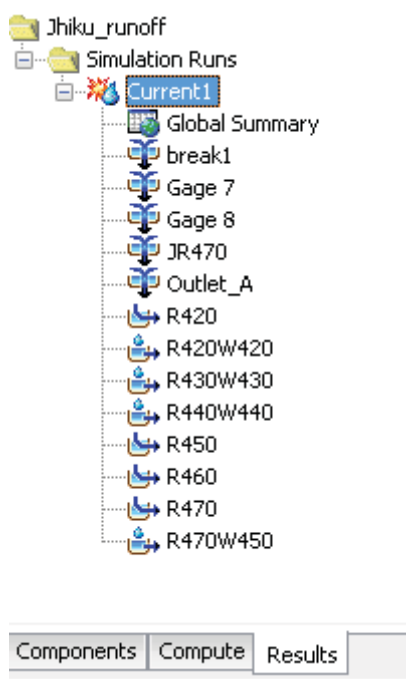 Jhiku_runoff
Simulation Runs
Current1
Global Summary
break1
Gage 7
Gage 8
JR470
Outlet_A
R420
R420W420
R430W430
R440W440
R450
R460
R470
R470W450
Components Compute Results